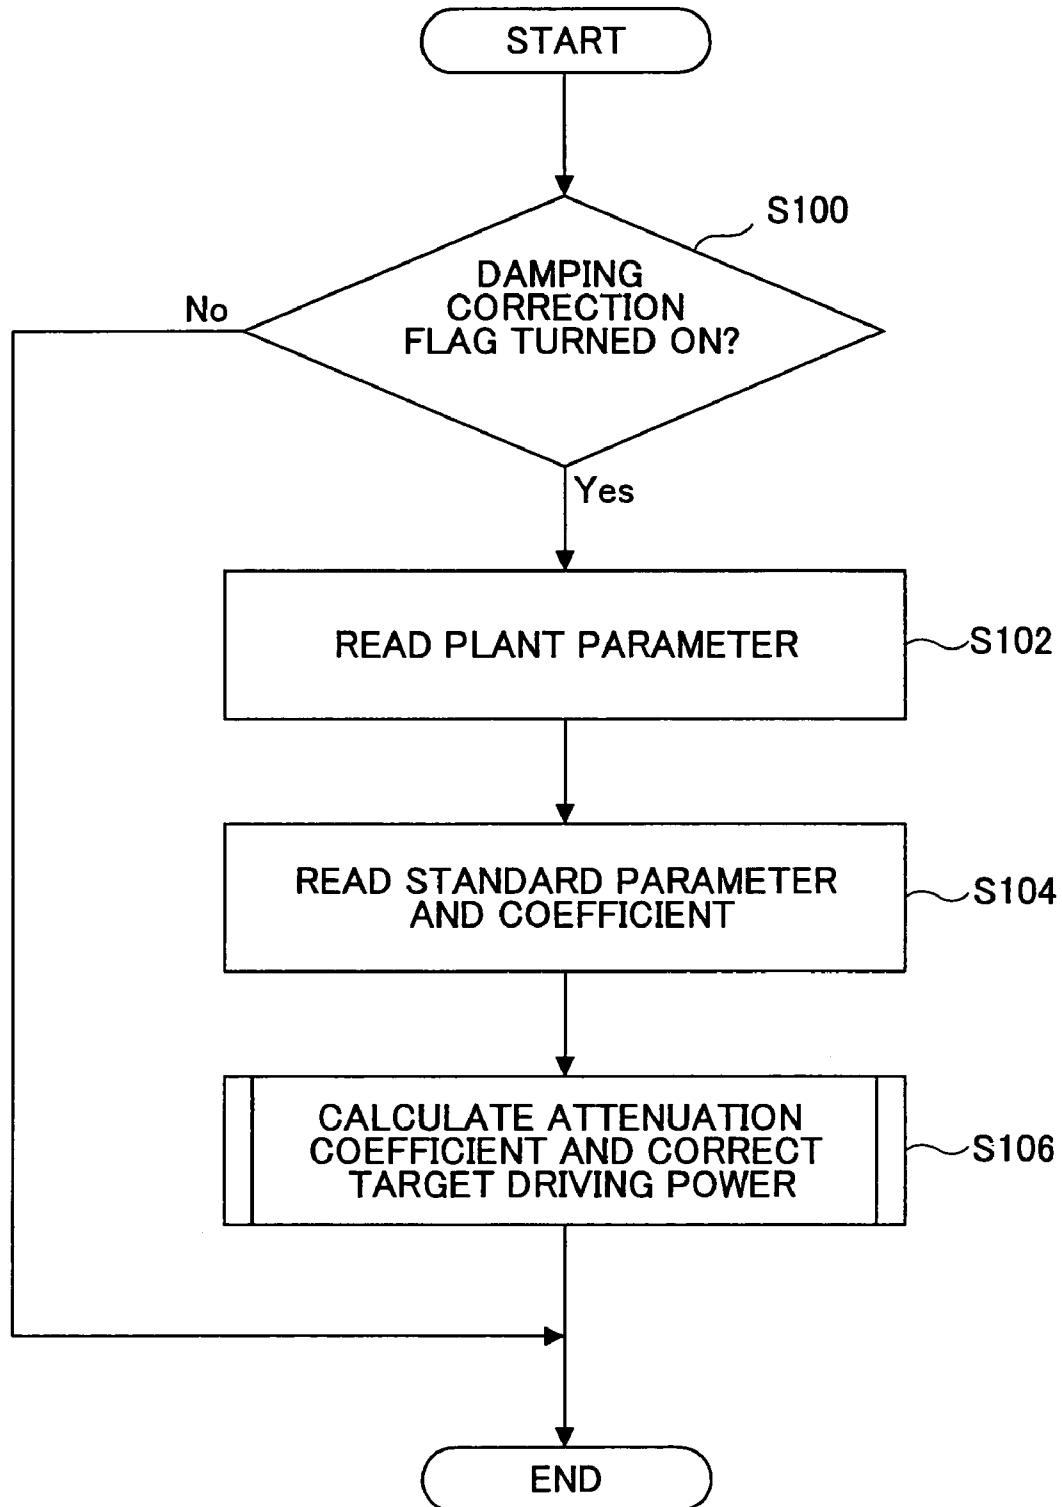 START
S100
DAMPING
CORRECTION
FLAG TURNED ON?
No
Yes
READ PLANT PARAMETER
S102
READ STANDARD PARAMETER
AND COEFFICIENT
S104
CALCULATE ATTENUATION
COEFFICIENT AND CORRECT
TARGET DRIVING POWER
S106
END